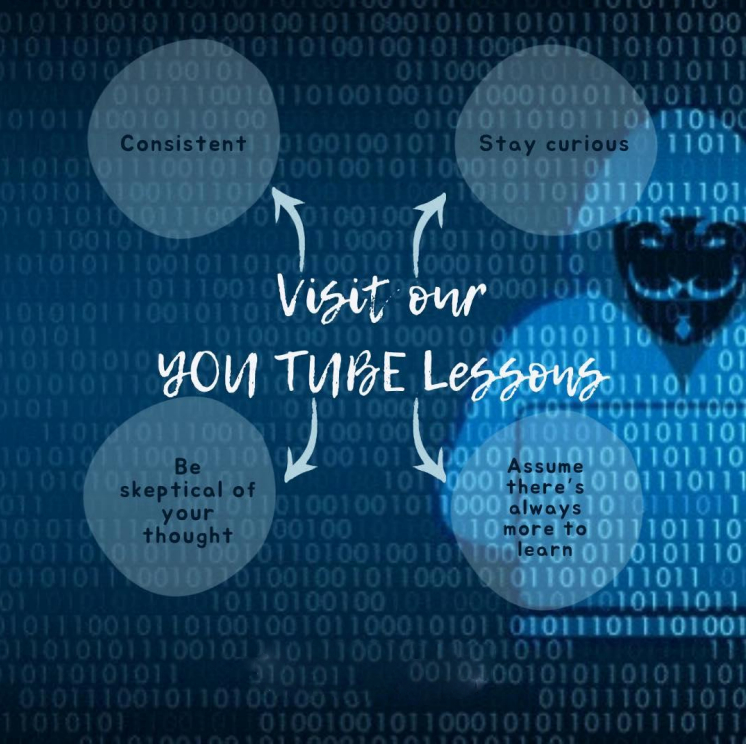 Consistent
Stay curious
Visit our
YOU TUBE Lessons
Be
skeptical of
your
thought
Assume
there's
always
more to
learn